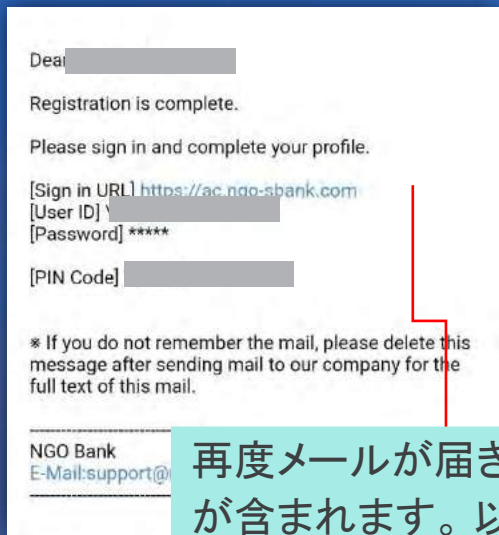 Dear
Registration is complete.
Please sign in and complete your profile.
[Sign in URL] https://ac.ngo-sbank.com
[User ID]
[Password] *****
[PIN Code]
* If you do not remember the mail, please delete this
message after sending mail to our company for the
full text of this mail.
NGO Bank
E-Mail:support@
再度メールが届き
が含まれます。以